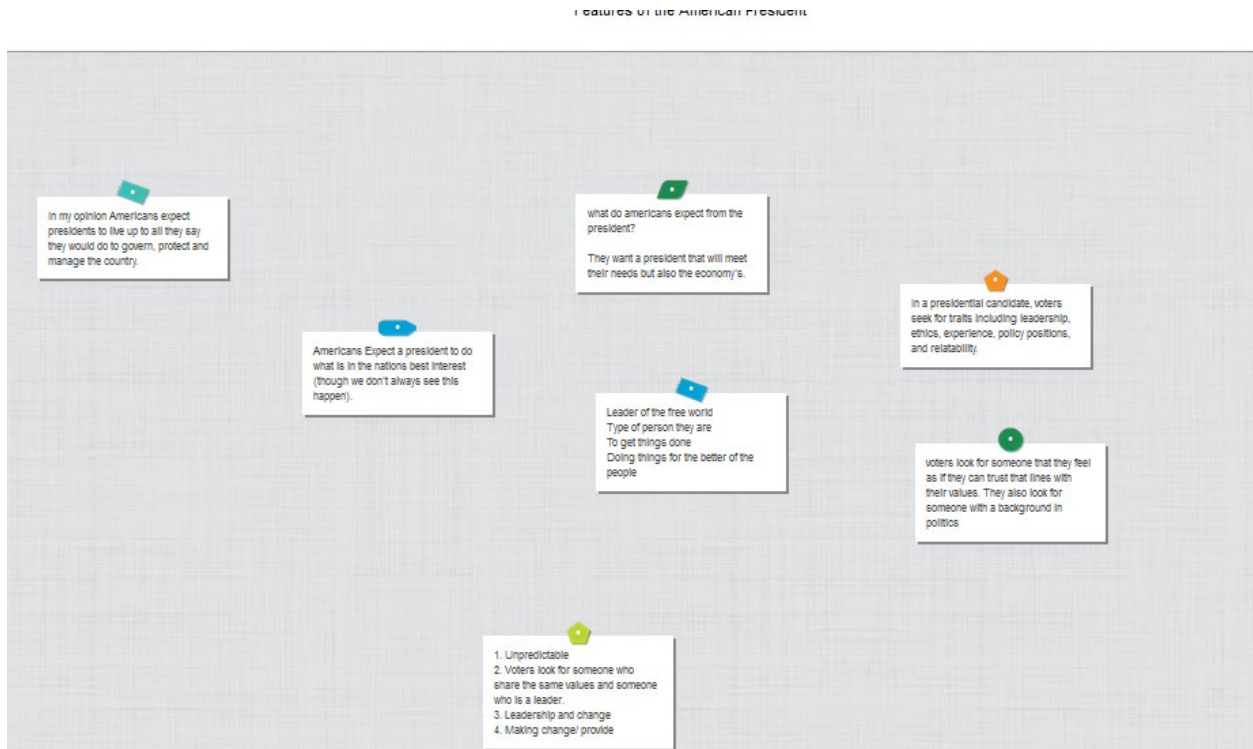 Features of the American President
In my opinion Americans expect
presidents to live up to all they say
they would do to govern, protect and
manage the country.
what do americans expect from the
president?
They want a president that will meet
their needs but also the economy's.
In a presidential candidate, voters
seek for traits including leadership,
ethics, experience, policy positions,
and relatability.
Americans Expect a president to do
what is in the nations best interest
(though we don't always see this
happen).
Leader of the free world
Type of person they are
To get things done
Doing things for the better of the
people
voters look for someone that they feel
as if they can trust that lines with
their values. They also look for
someone with a background in
politics
1. Unpredictable
2. Voters look for someone who
share the same values and someone
who is a leader.
3. Leadership and change
4. Making change/ provide